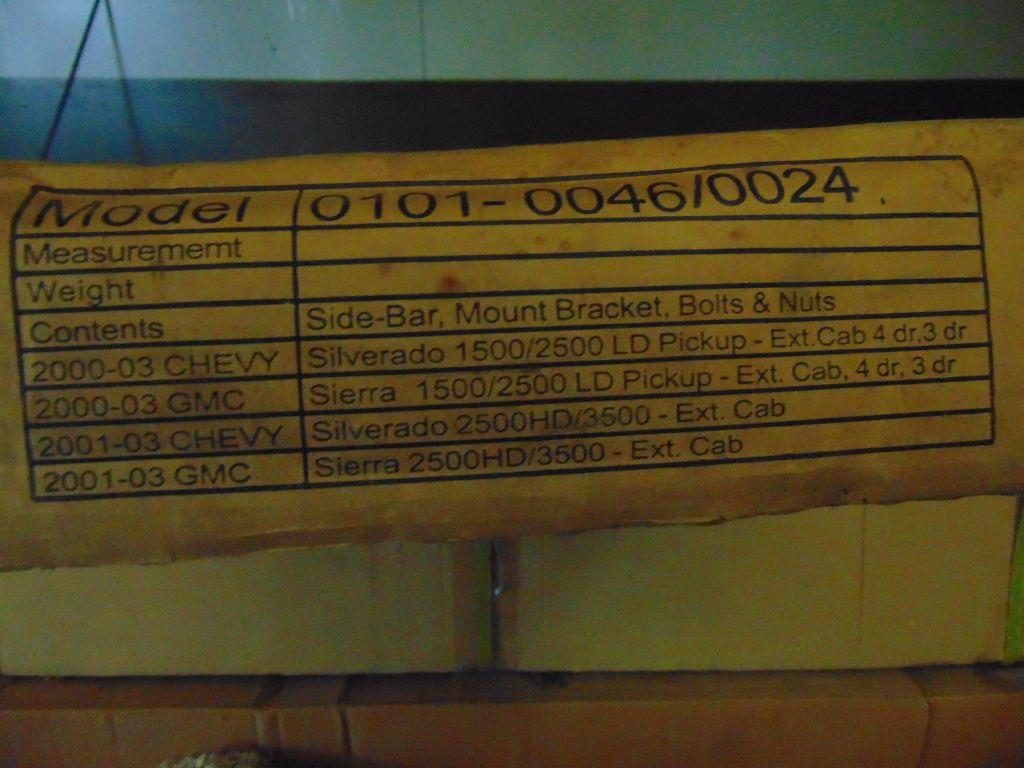 Model 0101-0046/0024
Measurememt
Weight
Contents Side-Bar, Mount Bracket, Bolts & Nuts
2000-03 CHEVY Silverado 1500/2500 LD Pickup - Ext.Cab 4 dr,3 dr
2000-03 GMC Sierra 1500/2500 LD Pickup - Ext. Cab, 4 dr, 3 dr
2001-03 CHEVY Silverado 2500HD/3500 - Ext. Cab
2001-03 GMC Sierra 2500HD/3500 - Ext. Cab